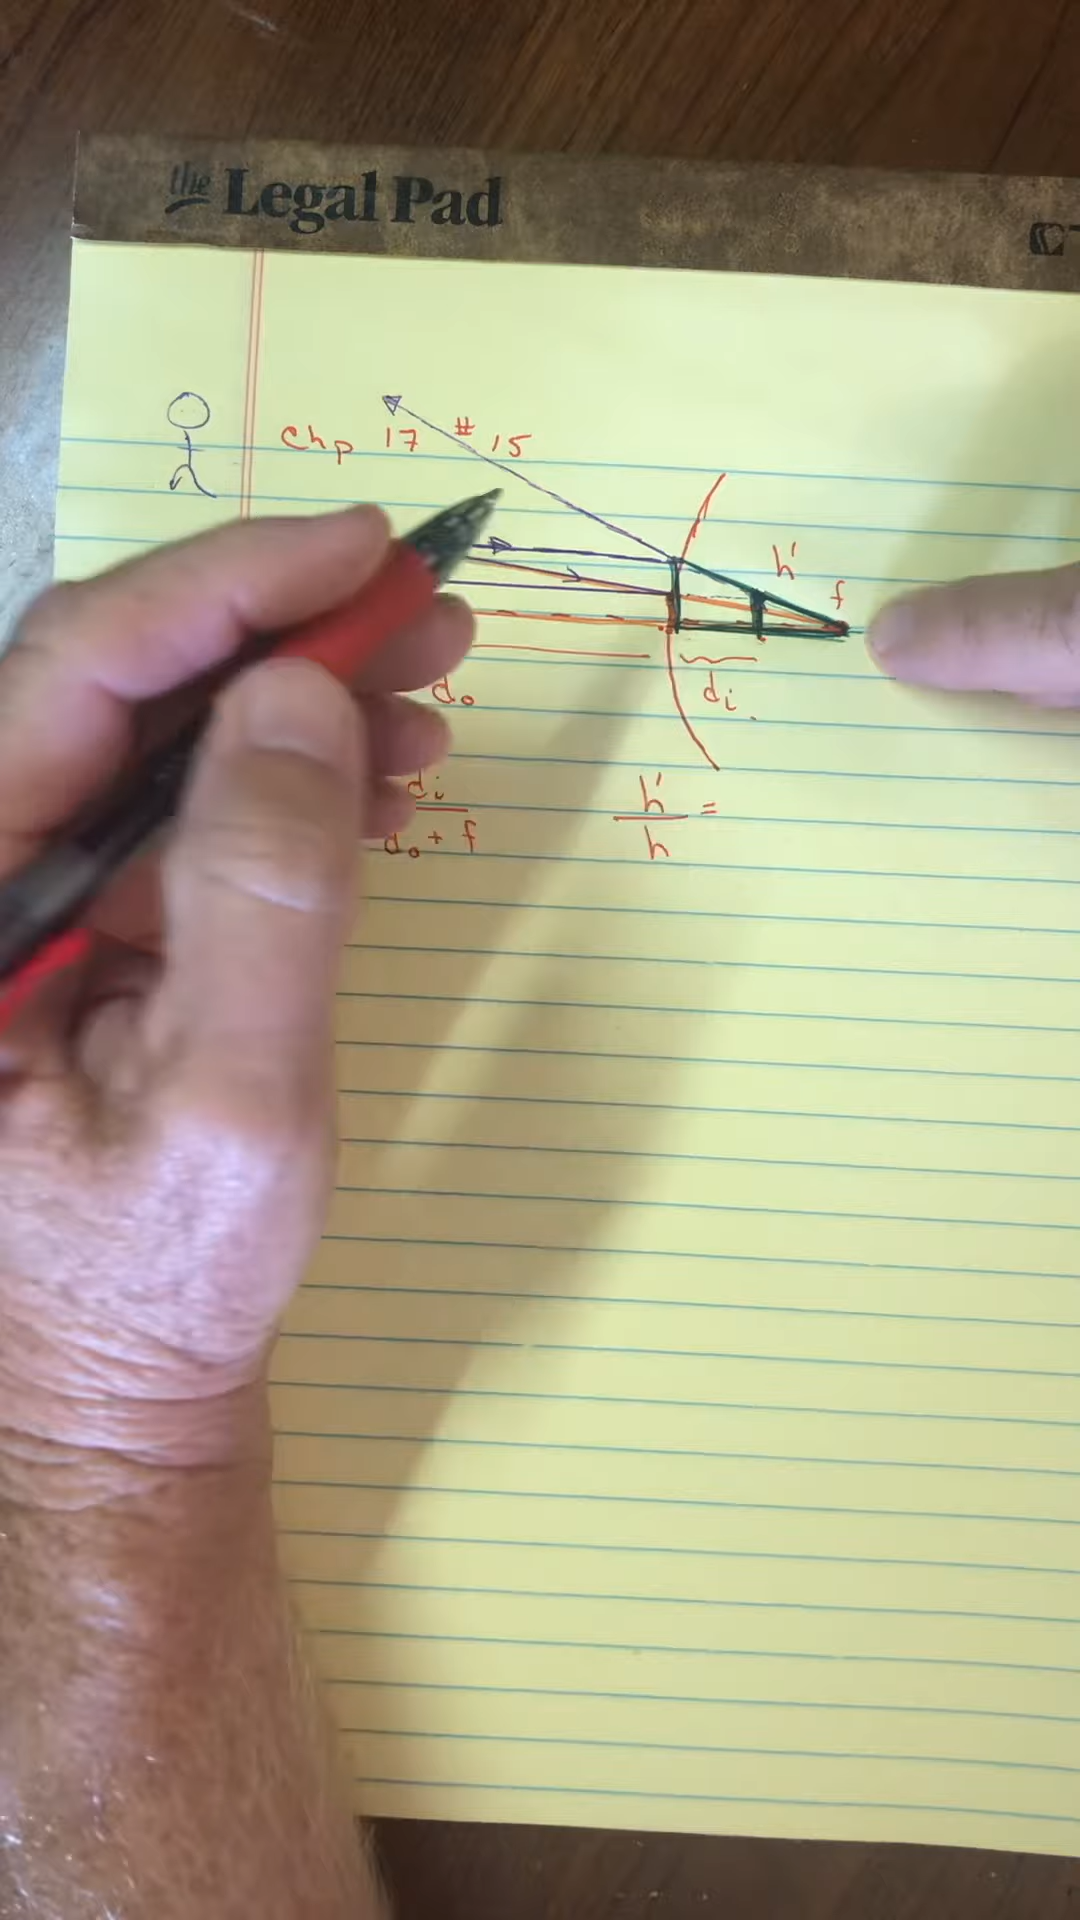 the Legal Pad
Chp 17 # 15
h'
f
do
di.
di
do + f
h'
h =